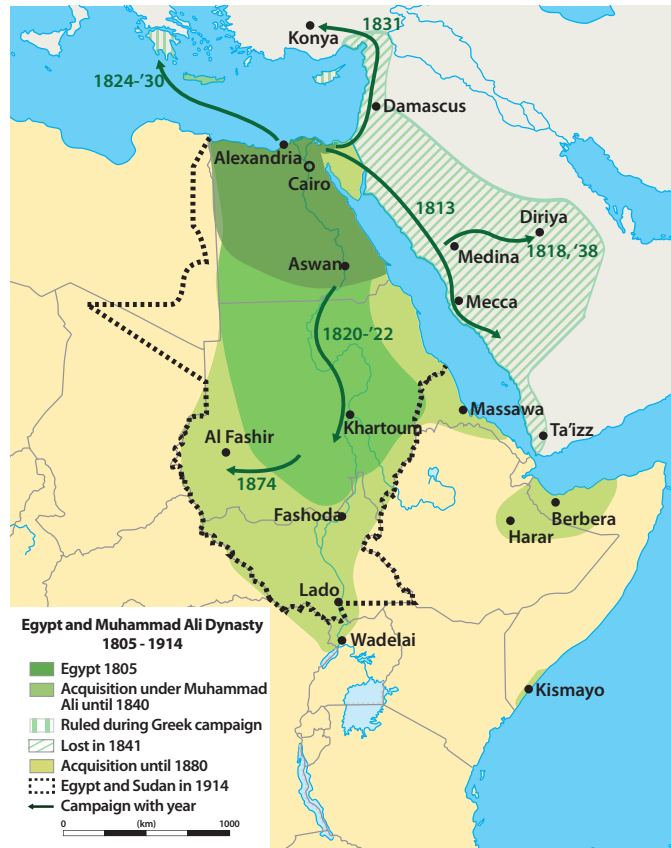 1831
Konya
1824-'30
Damascus
Alexandria
Cairo
1813
Diriya
Medina
1818, '38
Aswan
Mecca
1820-'22
Massawa
Khartoum
Ta'izz
Al Fashir
1874
Berbera
Fashoda
Harar
Lado
Wadelai
Kismayo
Egypt and Muhammad Ali Dynasty
1805 - 1914
Egypt 1805
Acquisition under Muhammad
Ali until 1840
Ruled during Greek campaign
Lost in 1841
Acquisition until 1880
Egypt and Sudan in 1914
Campaign with year
0 (km) 1000